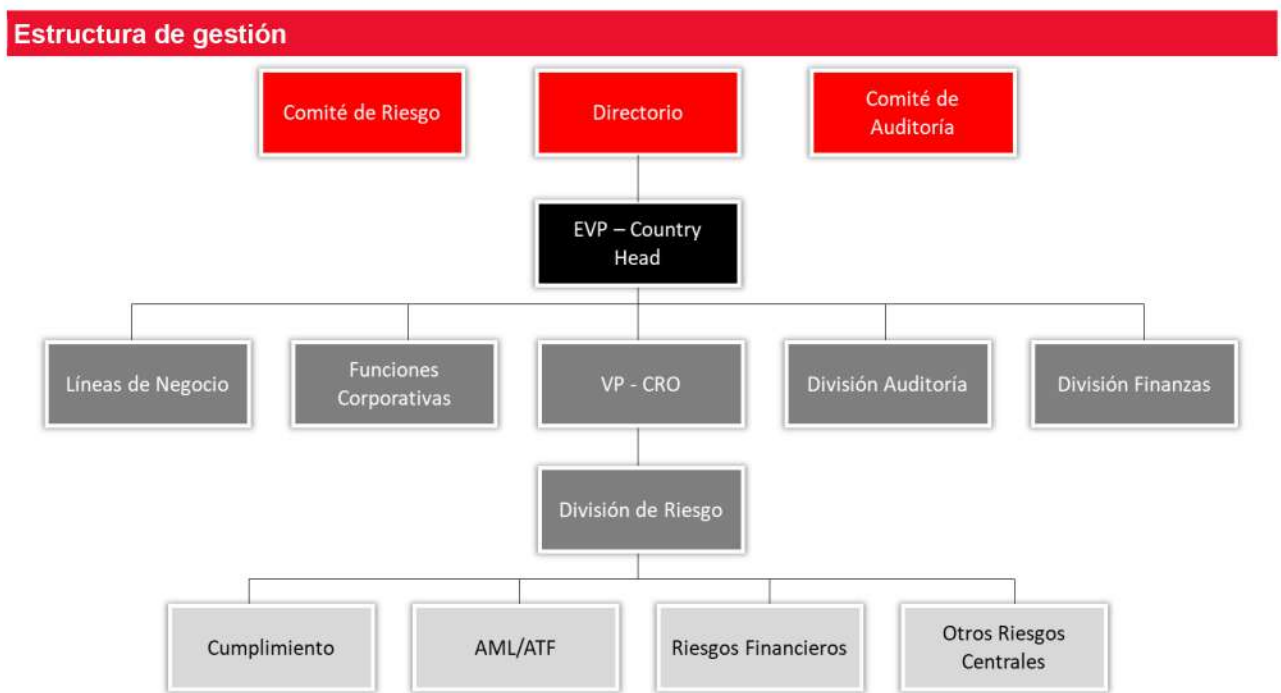 Estructura de gestión
Comité de Riesgo
Directorio
Comité de
Auditoría
EVP – Country
Head
Líneas de Negocio
Funciones
Corporativas
VP - CRO
División Auditoría
División Finanzas
División de Riesgo
Cumplimiento
AML/ATF
Riesgos Financieros
Otros Riesgos
Centrales